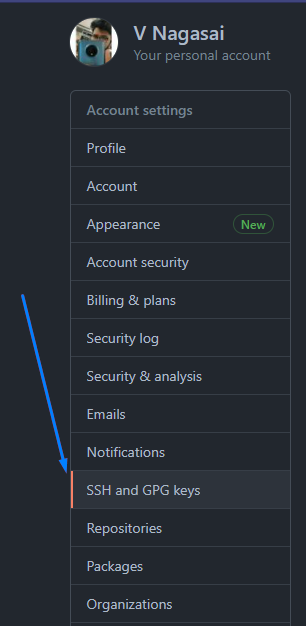 V Nagasai
Your personal account
Account settings
Profile
Account
Appearance New
Account security
Billing & plans
Security log
Security & analysis
Emails
Notifications
SSH and GPG keys
Repositories
Packages
Organizations